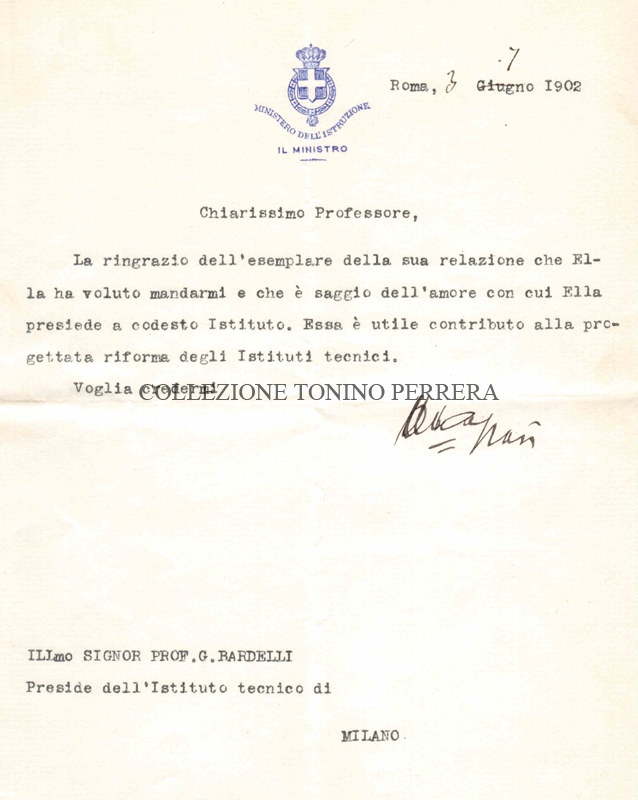 MINISTERO DELL'ISTRUZIONE
IL MINISTRO
Roma, 3 Giugno 1902
7
Chiarissimo Professore,
La ringrazio dell'esemplare della sua relazione che El-
la ha voluto mandarmi e che è saggio dell'amore con cui Ella
presiede a codesto Istituto. Essa è utile contributo alla pro-
gettata riforma degli Istituti tecnici.
Voglia credermi
COLLEZIONE TONINO PERRERA
ILLmo SIGNOR PROF.G.BARDELLI
Preside dell'Istituto tecnico di
MILANO.